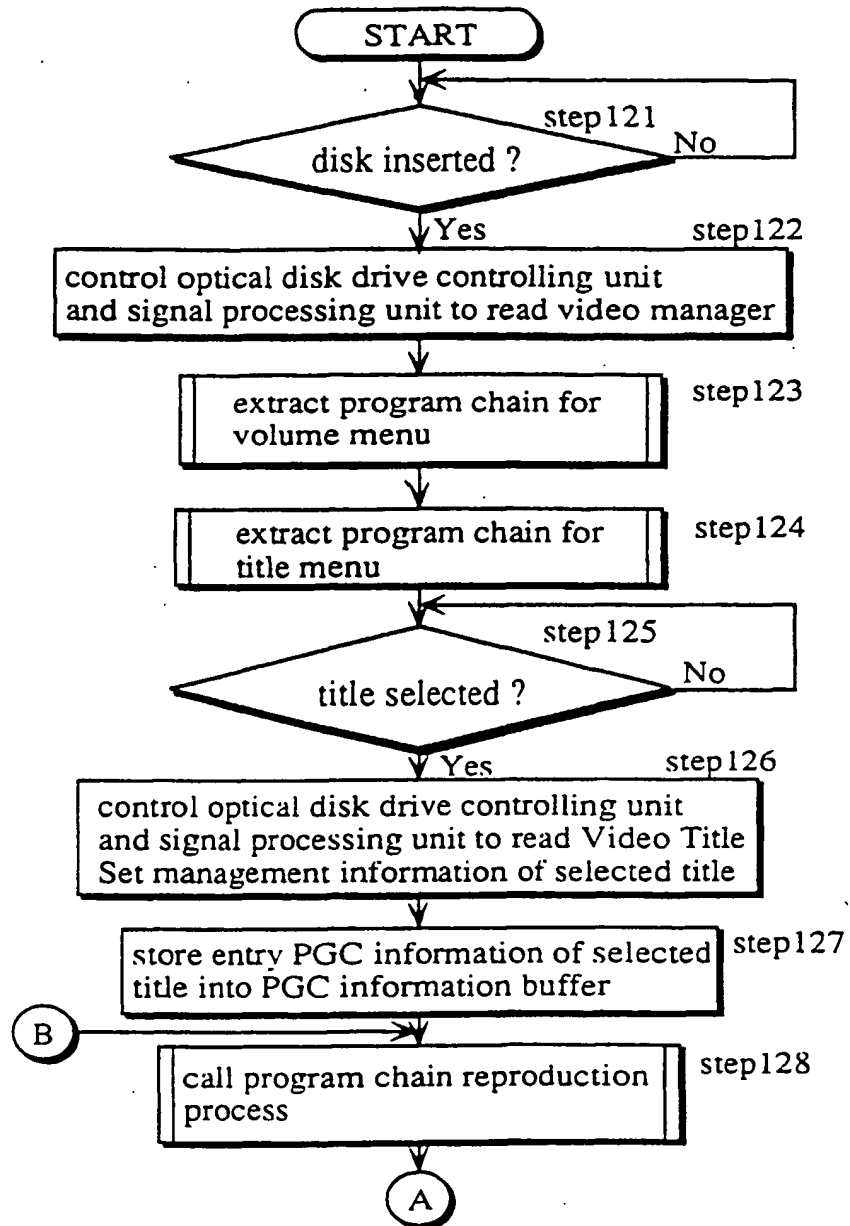 START
step121
No
disk inserted ?
Yes
step122
control optical disk drive controlling unit
and signal processing unit to read video manager
step123
extract program chain for
volume menu
step124
extract program chain for
title menu
step125
No
title selected ?
Yes
step126
control optical disk drive controlling unit
and signal processing unit to read Video Title
Set management information of selected title
step127
store entry PGC information of selected
title into PGC information buffer
B
step128
call program chain reproduction
process
A